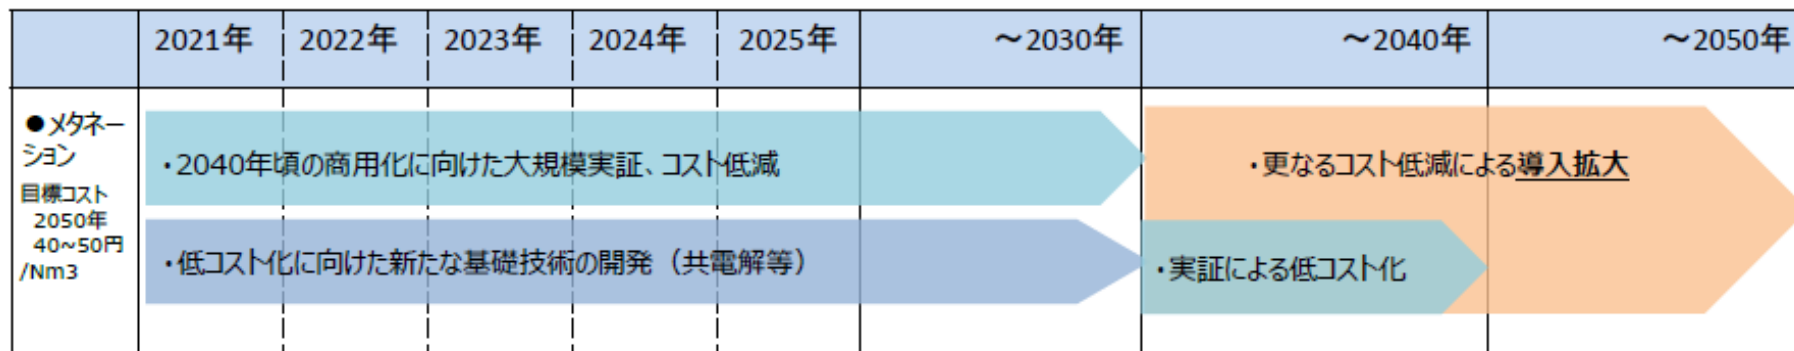 2021年 2022年 2023年 2024年 2025年 ～2030年 ～2040年 ～2050年
●メタネー
ション
目標コスト
2050年
40~50円
/Nm3
・2040年頃の商用化に向けた大規模実証、コスト低減
・更なるコスト低減による導入拡大
・低コスト化に向けた新たな基礎技術の開発（共電解等）
・実証による低コスト化